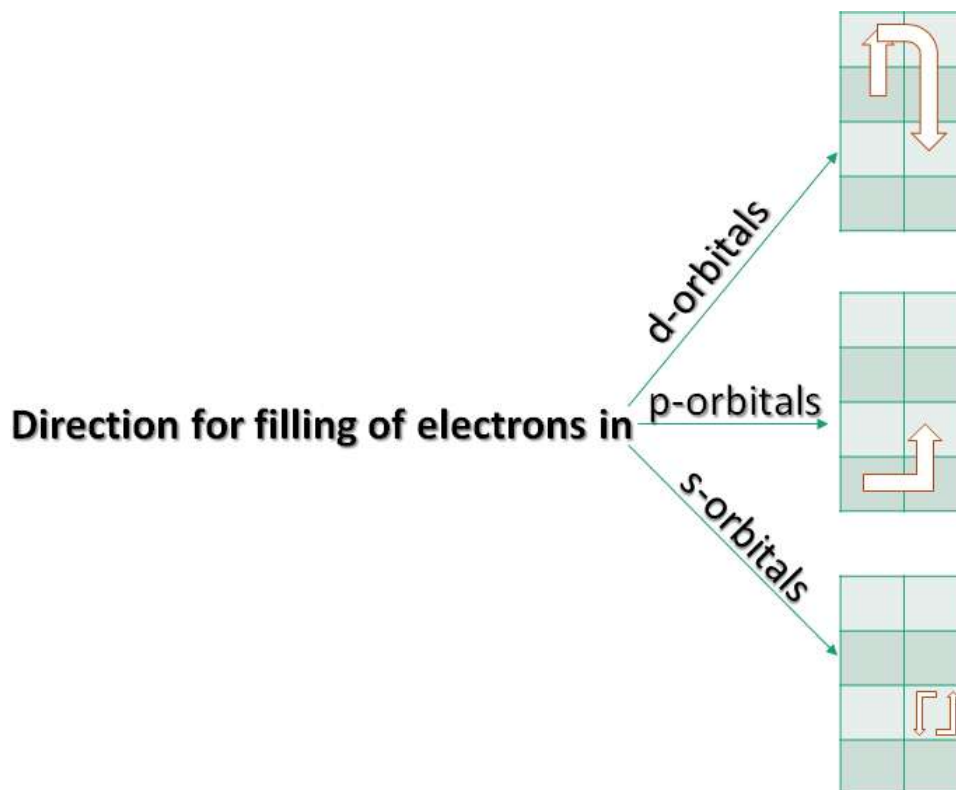 d-orbitals
Direction for filling of electrons in
p-orbitals
s-orbitals